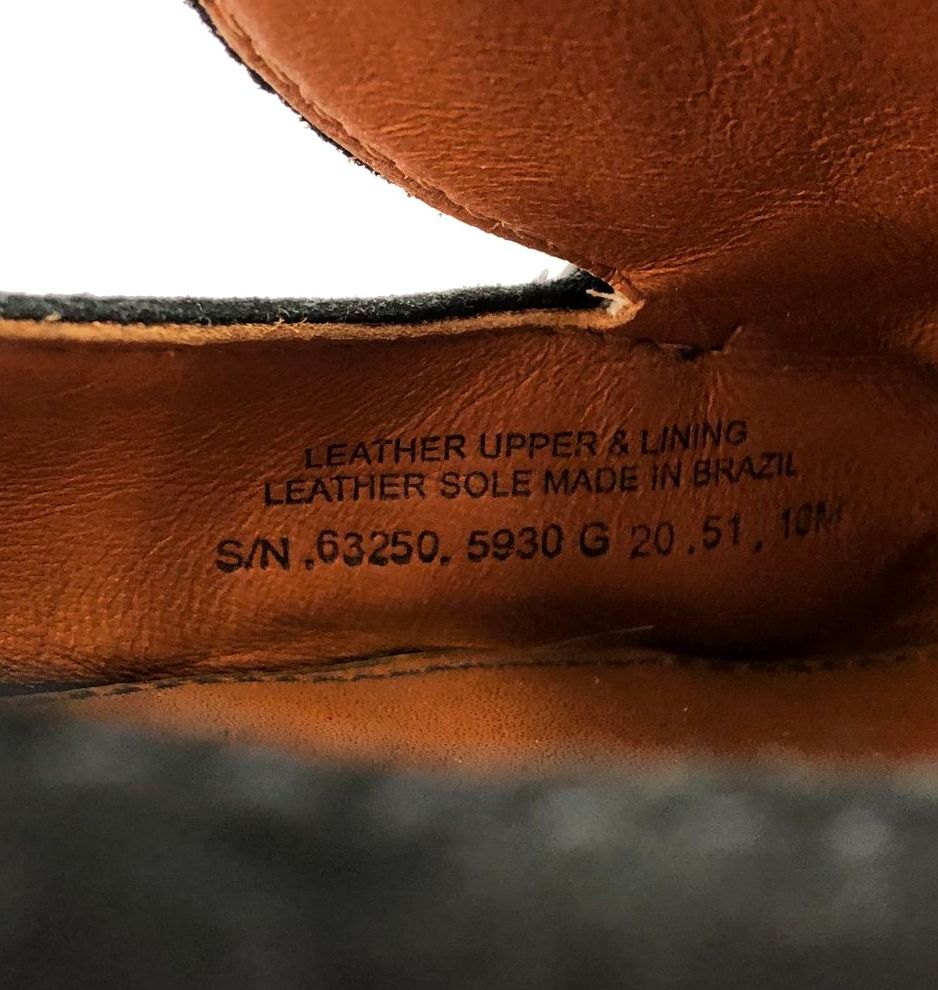 LEATHER UPPER & LINING
LEATHER SOLE MADE IN BRAZIL
S/N .63250. 5930 G 20 .51 . 10M